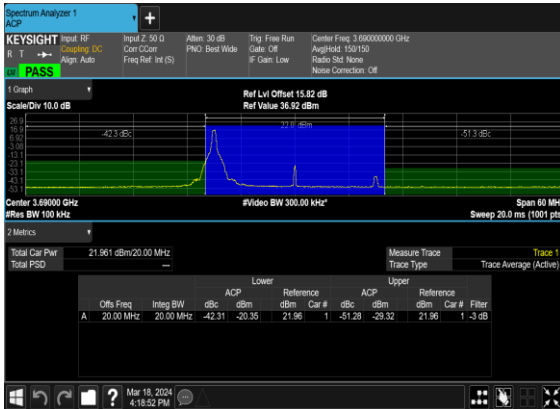 Spectrum Analyzer 1
ACP
+
KEYSIGHT Input: RF Input Z: 50 Ω Atten: 30 dB Trig: Free Run Center Freq: 3.690000000 GHz
R T Coupling: DC Corr CCorr PNO: Best Wide Gate: Off Avg|Hold: 150/150
Align: Auto Freq Ref: Int (S) IF Gain: Low Radio Std: None
LXI PASS Noise Correction: Off
1 Graph Ref Lvl Offset 15.82 dB
Scale/Div 10.0 dB Ref Value 36.92 dBm
26.9
16.9
6.92
-3.08
-13.1
-23.1
-33.1
-43.1
-53.1
-42.3 dBc 22.0 dBm -51.3 dBc
Center 3.69000 GHz #Video BW 300.00 kHz* Span 60 MH
#Res BW 100 kHz Sweep 20.0 ms (1001 pts
2 Metrics
Total Car Pwr 21.961 dBm/20.00 MHz Measure Trace Trace 1
Total PSD --- Trace Type Trace Average (Active)
Lower Upper
ACP Reference ACP Reference
Offs Freq Integ BW dBc dBm dBm Car # dBc dBm dBm Car # Filter
A 20.00 MHz 20.00 MHz -42.31 -20.35 21.96 1 -51.28 -29.32 21.96 1 -3 dB
? Mar 18, 2024
4:18:52 PM